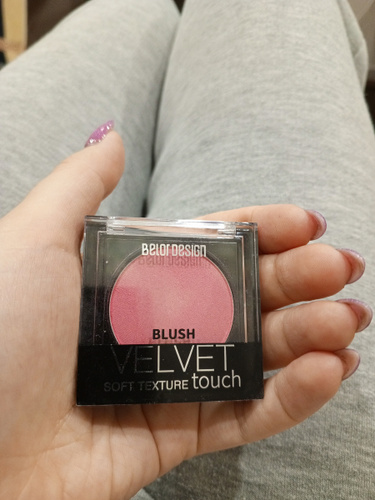 BelorDesign
BLUSH
VELVET
SOFT TEXTURE touch